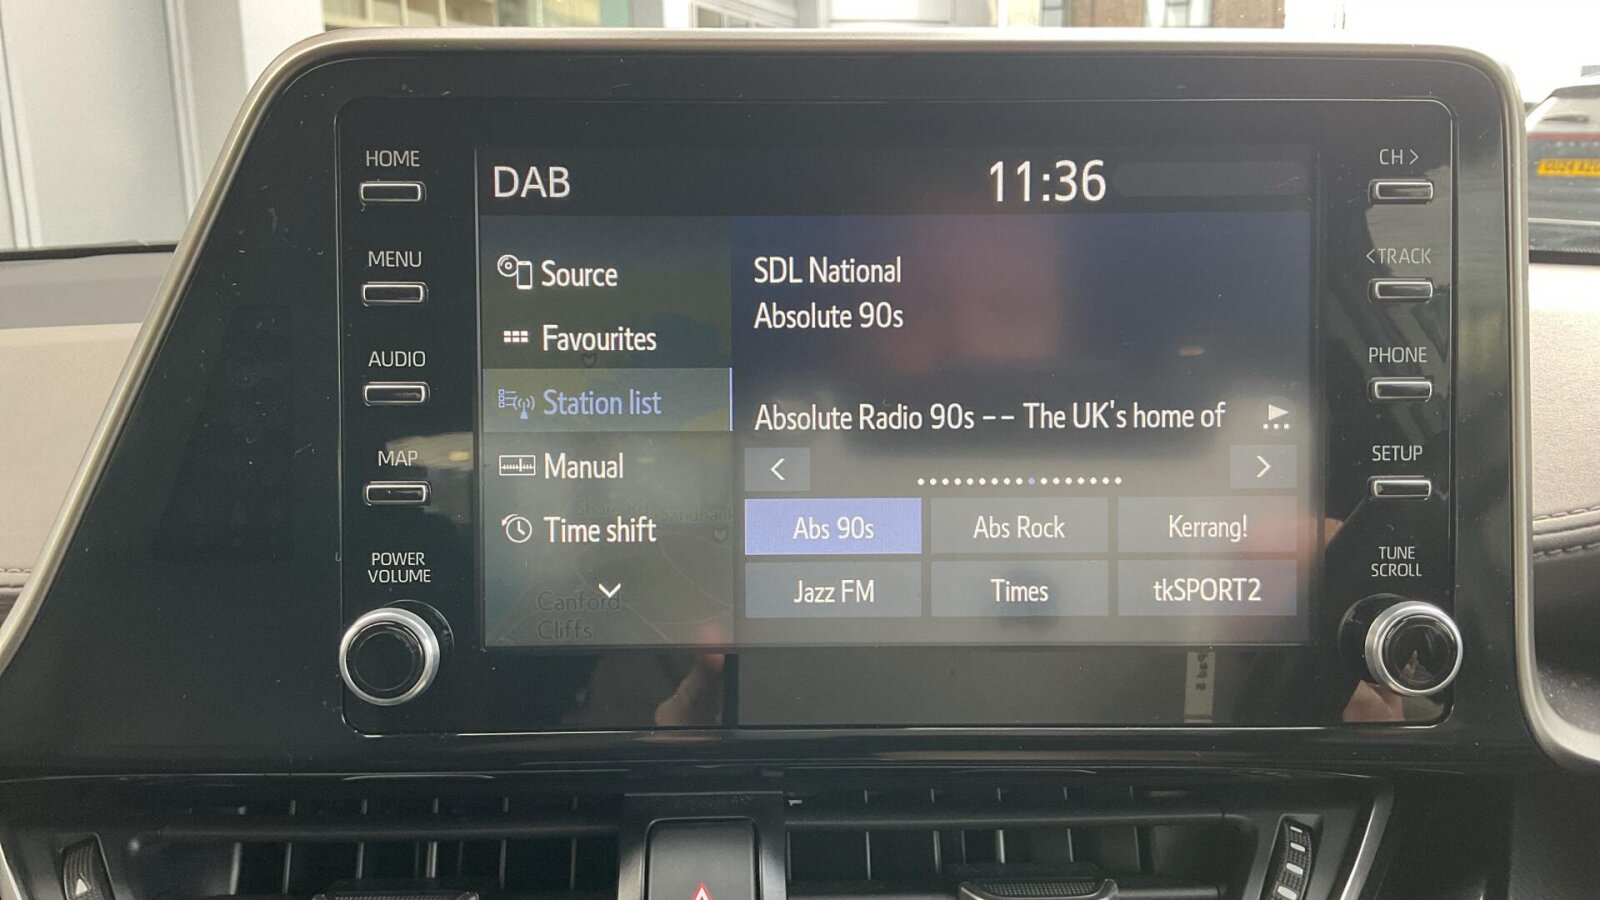 HOME
MENU
AUDIO
MAP
POWER
VOLUME
DAB
11:36
Source
Favourites
Station list
Manual
Time shift
Canford
Cliffs
SDL National
Absolute 90s
Absolute Radio 90s -- The UK's home of
Abs 90s
Abs Rock
Kerrang!
Jazz FM
Times
tkSPORT2
CH >
< TRACK
PHONE
SETUP
TUNE
SCROLL